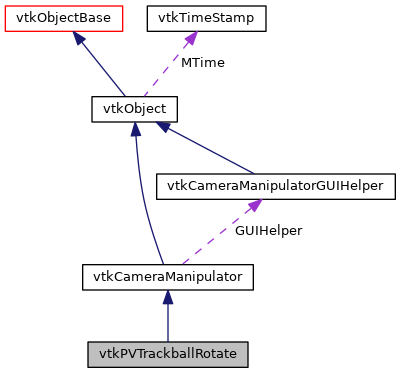 vtkObjectBase
vtkTimeStamp
MTime
vtkObject
vtkCameraManipulatorGUIHelper
GUIHelper
vtkCameraManipulator
vtkPVTrackballRotate